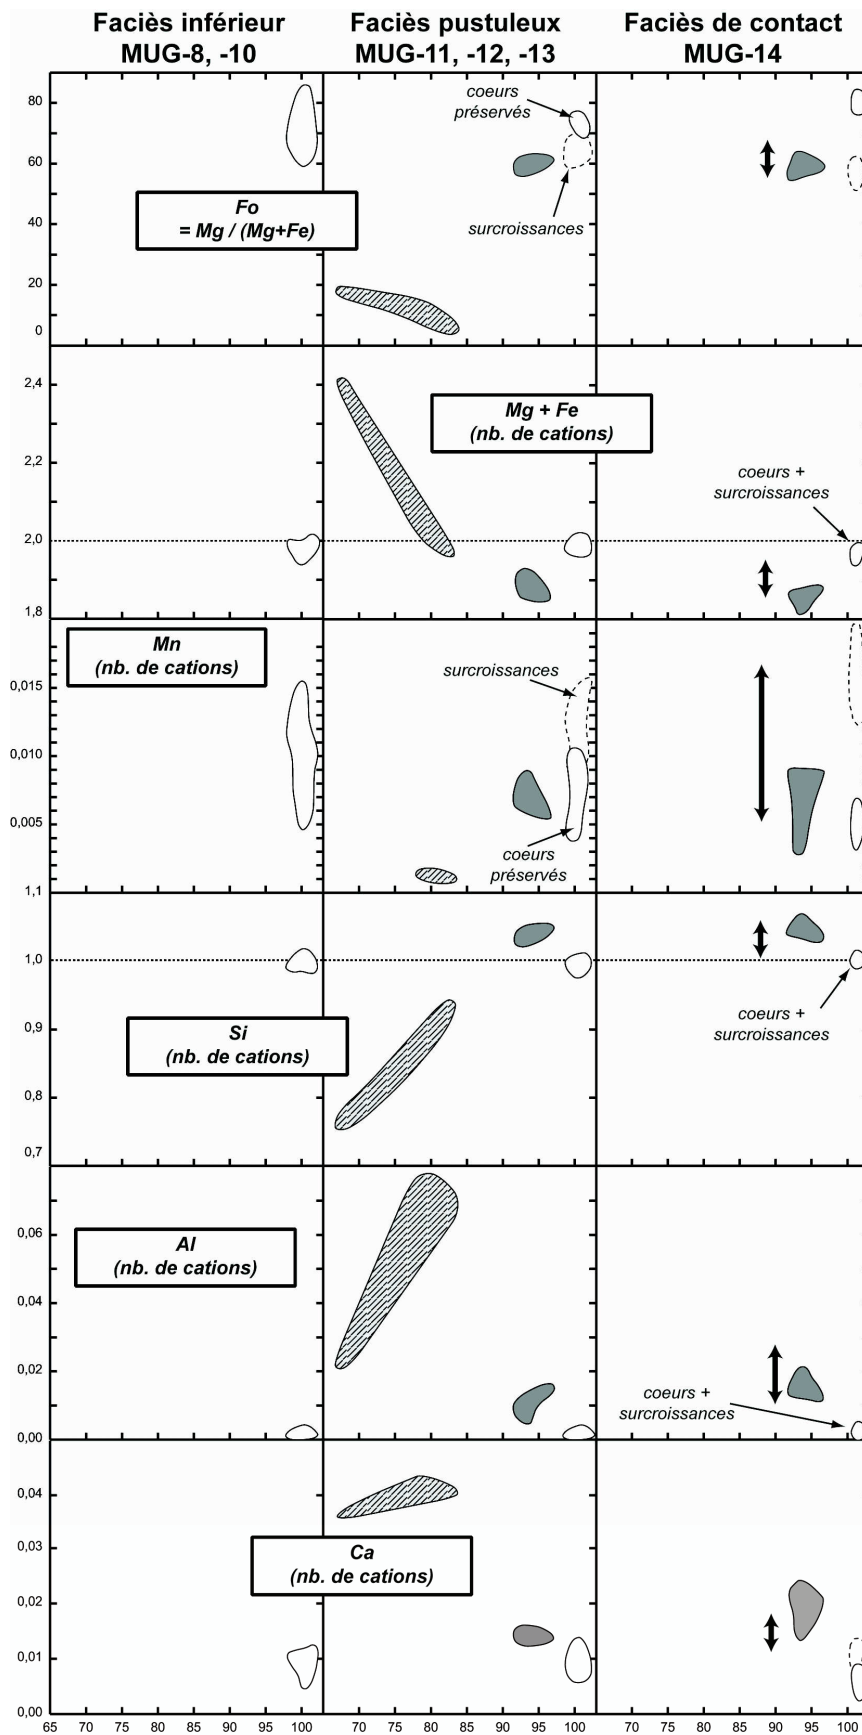 Faciès inférieur
MUG-8, -10
Faciès pustuleux
MUG-11, -12, -13
Faciès de contact
MUG-14
80
60
40
20
0
Fo
= Mg / (Mg+Fe)
coeurs
préservés
surcroissances
2,4
2,2
2,0
1,8
Mg + Fe
(nb. de cations)
coeurs +
surcroissances
Mn
(nb. de cations)
0,015
0,010
0,005
1,1
surcroissances
coeurs
préservés
1,0
0,9
0,8
0,7
Si
(nb. de cations)
coeurs +
surcroissances
0,06
0,04
0,02
0,00
Al
(nb. de cations)
coeurs +
surcroissances
0,04
0,03
0,02
0,01
0,00
Ca
(nb. de cations)
65 70 75 80 85 90 95 100 70 75 80 85 90 95 100 70 75 80 85 90 95 100